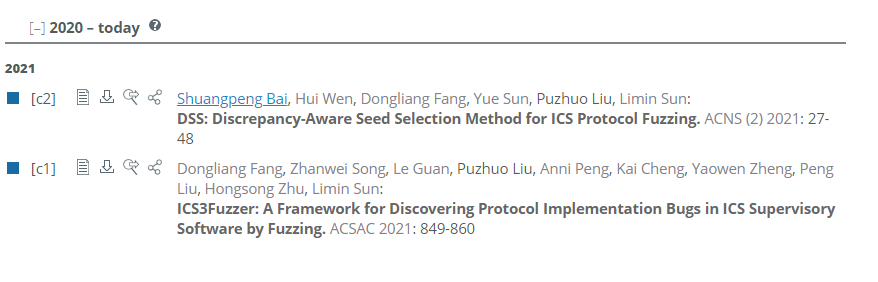 [–] 2020 – today ?
2021
[c2] Shuangpeng Bai, Hui Wen, Dongliang Fang, Yue Sun, Puzhuo Liu, Limin Sun:
DSS: Discrepancy-Aware Seed Selection Method for ICS Protocol Fuzzing. ACNS (2) 2021: 27-
48
[c1] Dongliang Fang, Zhanwei Song, Le Guan, Puzhuo Liu, Anni Peng, Kai Cheng, Yaowen Zheng, Peng
Liu, Hongsong Zhu, Limin Sun:
ICS3Fuzzer: A Framework for Discovering Protocol Implementation Bugs in ICS Supervisory
Software by Fuzzing. ACSAC 2021: 849-860